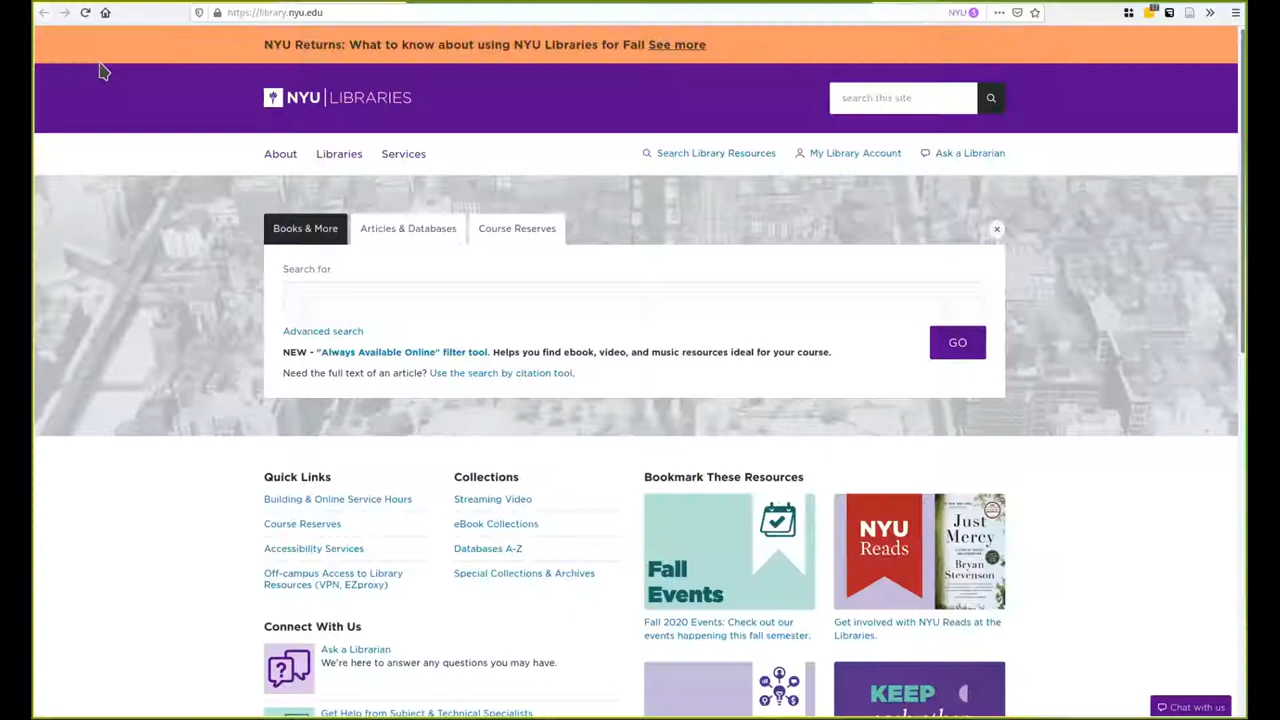 https://library.nyu.edu
NYU
NYU Returns: What to know about using NYU Libraries for Fall See more
NYU LIBRARIES
search this site
About Libraries Services
Search Library Resources My Library Account Ask a Librarian
Books & More Articles & Databases Course Reserves
Search for
Advanced search
GO
NEW - "Always Available Online" filter tool. Helps you find ebook, video, and music resources ideal for your course.
Need the full text of an article? Use the search by citation tool.
Quick Links
Building & Online Service Hours
Course Reserves
Accessibility Services
Off-campus Access to Library
Resources (VPN, EZproxy)
Collections
Streaming Video
eBook Collections
Databases A-Z
Special Collections & Archives
Bookmark These Resources
Fall
Events
Fall 2020 Events: Check out our
events happening this fall semester.
NYU
Reads
Just
Mercy
Bryan
Stevenson
Get involved with NYU Reads at the
Libraries.
Connect With Us
Ask a Librarian
We're here to answer any questions you may have.
Get Help from Subject & Technical Specialists
KEEP
Chat with us